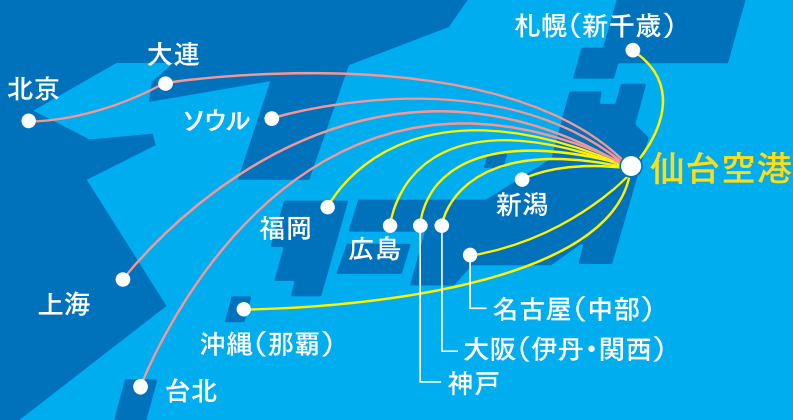 札幌（新千歳）
大連
北京
ソウル
仙台空港
新潟
福岡
広島
上海
名古屋（中部）
沖縄（那覇）
大阪（伊丹・関西）
神戸
台北